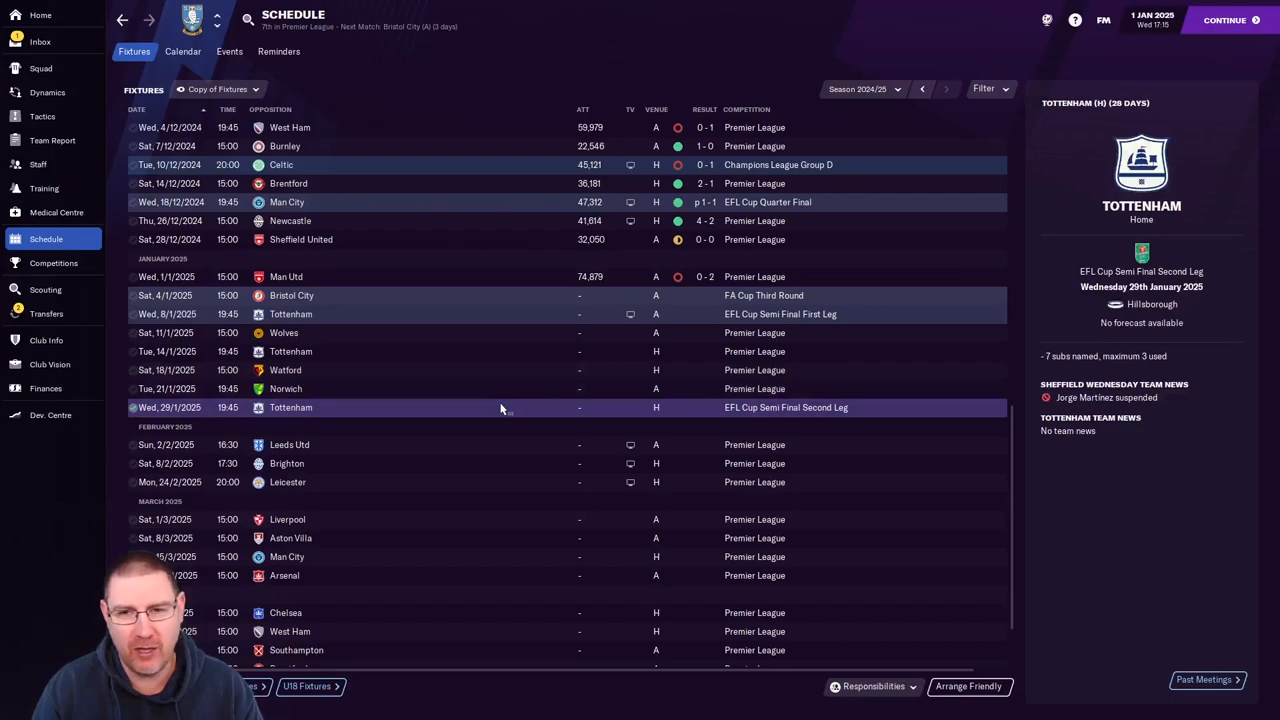 Home
SCHEDULE
7th in Premier League - Next Match: Bristol City (A) (3 days)
FM
1 JAN 2025
Wed 17:15
CONTINUE
1
Inbox
Squad
Dynamics
Tactics
Team Report
Staff
Training
Medical Centre
Schedule
Competitions
Scouting
2
Transfers
Club Info
Club Vision
Finances
Dev. Centre
Fixtures Calendar Events Reminders
FIXTURES Copy of Fixtures Season 2024/25 Filter
DATE TIME OPPOSITION ATT TV VENUE RESULT COMPETITION
Wed, 4/12/2024 19:45 West Ham 59,979 A 0 - 1 Premier League
Sat, 7/12/2024 15:00 Burnley 22,546 A 1 - 0 Premier League
Tue, 10/12/2024 20:00 Celtic 45,121 H 0 - 1 Champions League Group D
Sat, 14/12/2024 15:00 Brentford 36,181 H 2 - 1 Premier League
Wed, 18/12/2024 19:45 Man City 47,312 H p 1 - 1 EFL Cup Quarter Final
Thu, 26/12/2024 15:00 Newcastle 41,614 H 4 - 2 Premier League
Sat, 28/12/2024 15:00 Sheffield United 32,050 A 0 - 0 Premier League
JANUARY 2025
Wed, 1/1/2025 15:00 Man Utd 74,879 A 0 - 2 Premier League
Sat, 4/1/2025 15:00 Bristol City - A FA Cup Third Round
Wed, 8/1/2025 19:45 Tottenham - A EFL Cup Semi Final First Leg
Sat, 11/1/2025 15:00 Wolves - A Premier League
Tue, 14/1/2025 19:45 Tottenham - H Premier League
Sat, 18/1/2025 15:00 Watford - H Premier League
Tue, 21/1/2025 19:45 Norwich - A Premier League
Wed, 29/1/2025 19:45 Tottenham - H EFL Cup Semi Final Second Leg
FEBRUARY 2025
Sun, 2/2/2025 16:30 Leeds Utd - A Premier League
Sat, 8/2/2025 17:30 Brighton - H Premier League
Mon, 24/2/2025 20:00 Leicester - H Premier League
MARCH 2025
Sat, 1/3/2025 15:00 Liverpool - A Premier League
Sat, 8/3/2025 15:00 Aston Villa - A Premier League
15/3/2025 15:00 Man City - H Premier League
2025 15:00 Arsenal - A Premier League
2025 15:00 Chelsea - H Premier League
2025 15:00 West Ham - H Premier League
15:00 Southampton - A Premier League
U18 Fixtures
Responsibilities
Arrange Friendly
TOTTENHAM (H) (28 DAYS)
TOTTENHAM
Home
EFL Cup Semi Final Second Leg
Wednesday 29th January 2025
Hillsborough
No forecast available
- 7 subs named, maximum 3 used
SHEFFIELD WEDNESDAY TEAM NEWS
Jorge Martínez suspended
TOTTENHAM TEAM NEWS
No team news
Past Meetings